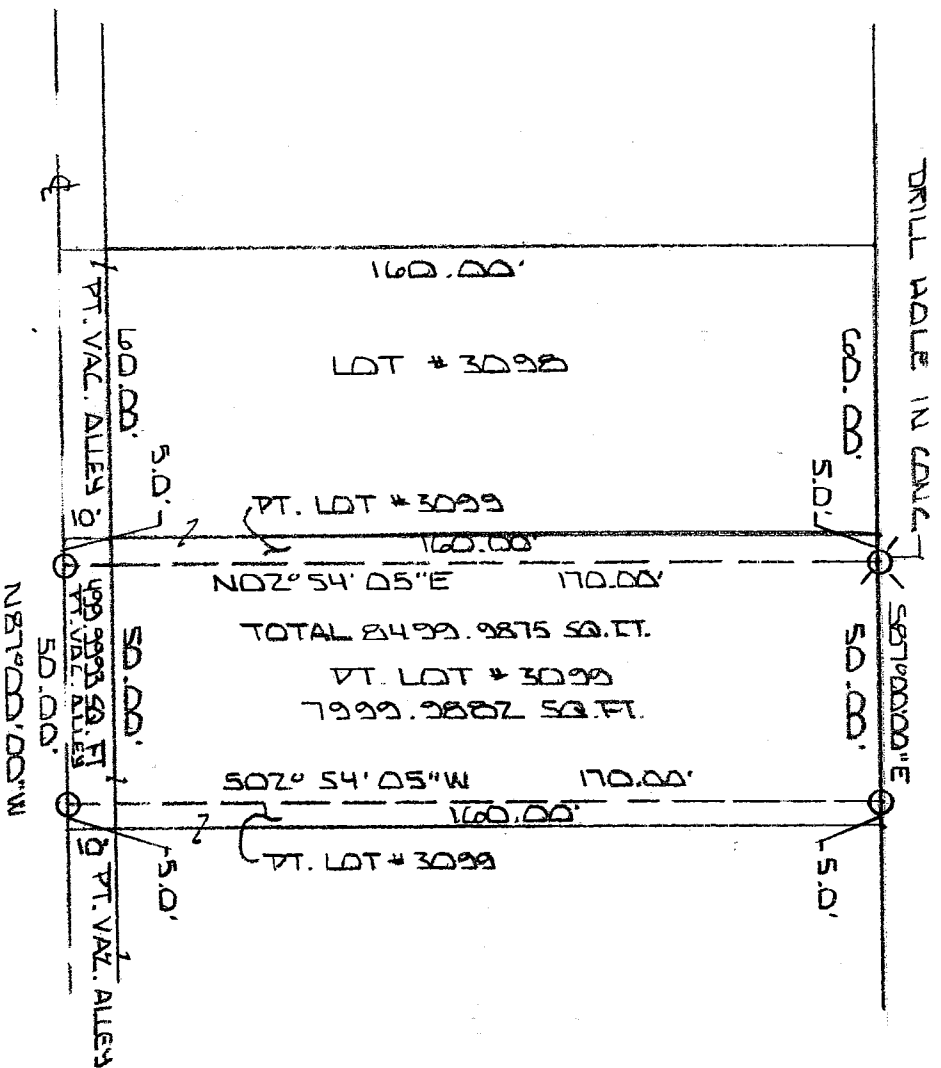 DRILL HOLE IN CONC.
℄
160.00'
LOT # 3098
60.00'
60.00'
PT. VAC. ALLEY
10'
5.0'
5.0'
PT. LOT # 3099
160.00'
N02° 54' 05"E 170.00'
TOTAL 8499.9875 SQ.FT.
PT. LOT # 3099
7999.9882 SQ.FT.
S87°00'00"E
50.00'
50.00'
499.9993 SQ. FT
PT. VAC. ALLEY
N87°00'00"W
50.00'
S02° 54' 05"W 170.00'
160.00'
PT. LOT # 3099
5.0'
5.0'
10' PT. VAC. ALLEY